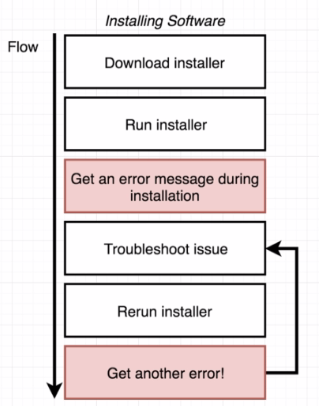 Installing Software
Flow
Download installer
Run installer
Get an error message during
installation
Troubleshoot issue
Rerun installer
Get another error!